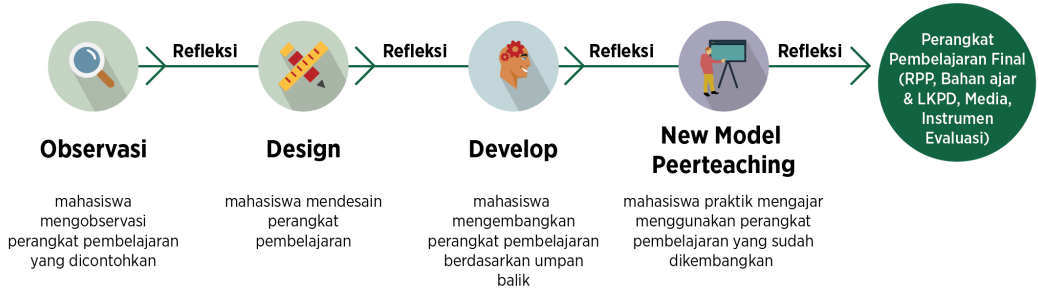 Refleksi
Refleksi
Refleksi
Refleksi
Perangkat
Pembelajaran Final
(RPP, Bahan ajar
& LKPD, Media,
Instrumen
Evaluasi)
Observasi
mahasiswa
mengobservasi
perangkat pembelajaran
yang dicontohkan
Design
mahasiswa mendesain
perangkat
pembelajaran
Develop
mahasiswa
mengembangkan
perangkat pembelajaran
berdasarkan umpan
balik
New Model
Peerteaching
mahasiswa praktik mengajar
menggunakan perangkat
pembelajaran yang sudah
dikembangkan